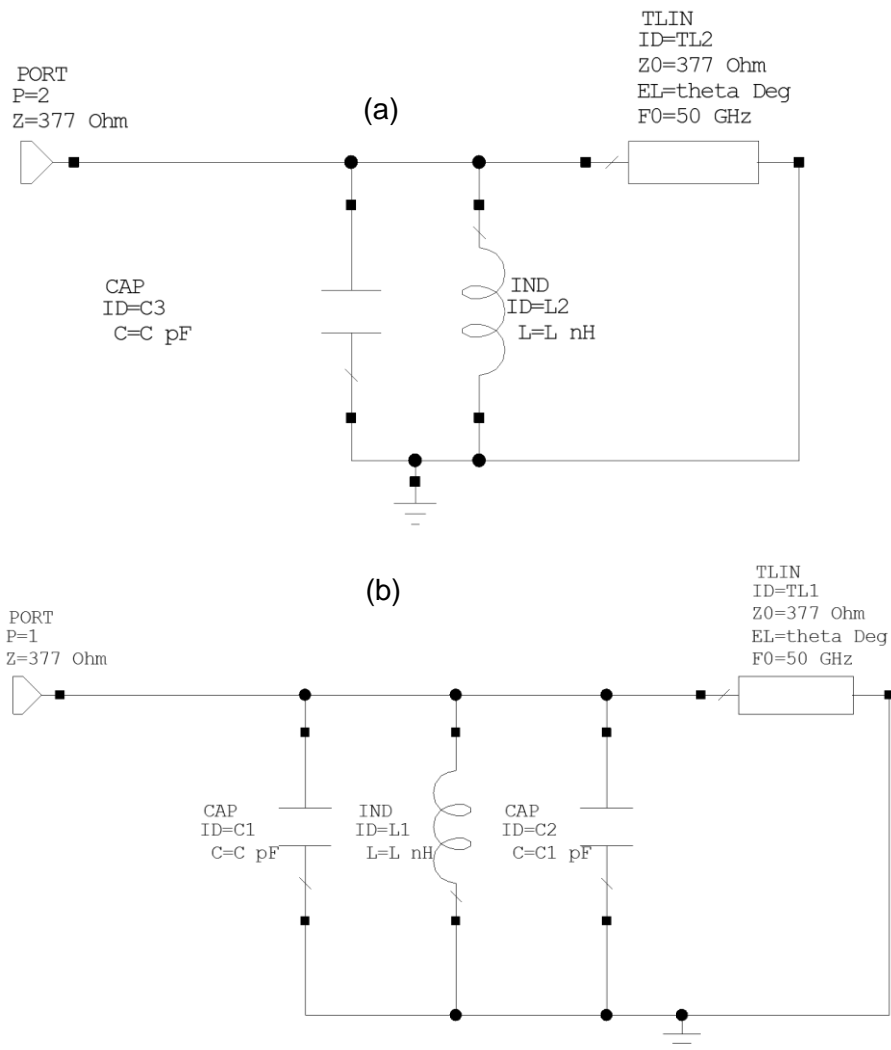 TLIN
ID=TL2
Z0=377 Ohm
EL=theta Deg
F0=50 GHz
PORT
P=2
Z=377 Ohm
(a)
CAP
ID=C3
C=C pF
IND
ID=L2
L=L nH
(b)
TLIN
ID=TL1
Z0=377 Ohm
EL=theta Deg
F0=50 GHz
PORT
P=1
Z=377 Ohm
CAP
ID=C1
C=C pF
IND
ID=L1
L=L nH
CAP
ID=C2
C=C1 pF